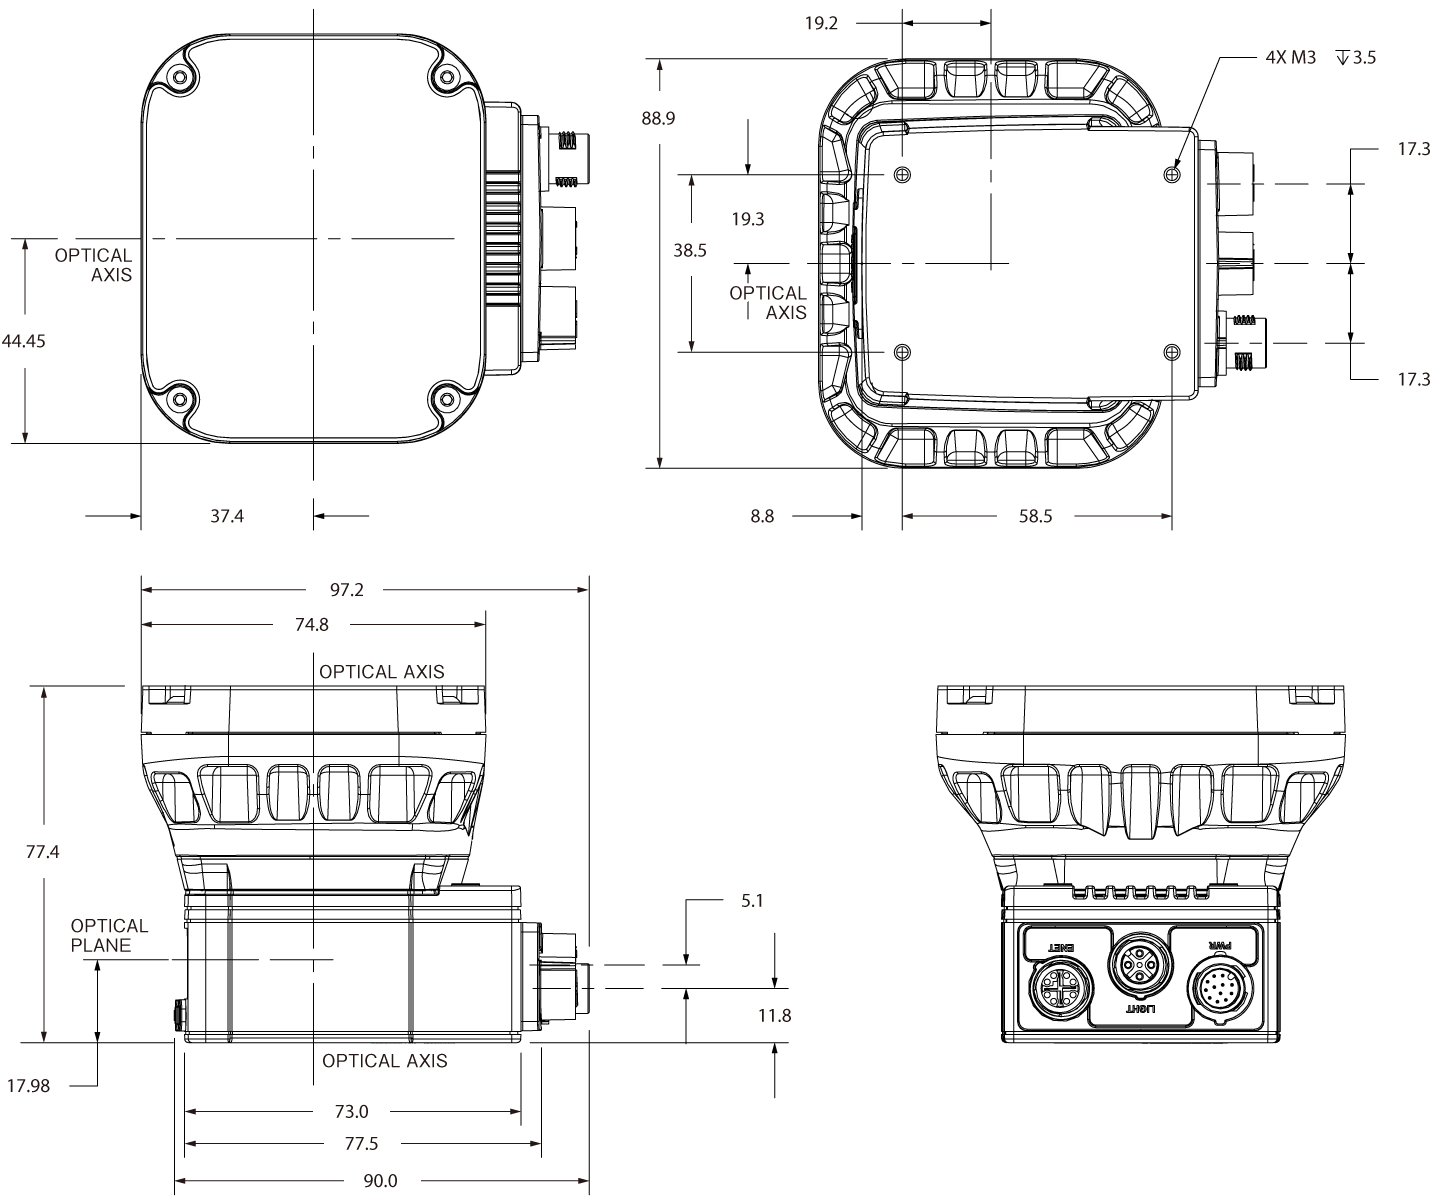 19.2
4X M3 ↧3.5
88.9
17.3
19.3
38.5
OPTICAL
AXIS
OPTICAL
AXIS
44.45
17.3
37.4
8.8
58.5
97.2
74.8
OPTICAL AXIS
77.4
5.1
OPTICAL
PLANE
ENET
PWR
LIGHT
11.8
OPTICAL AXIS
17.98
73.0
77.5
90.0